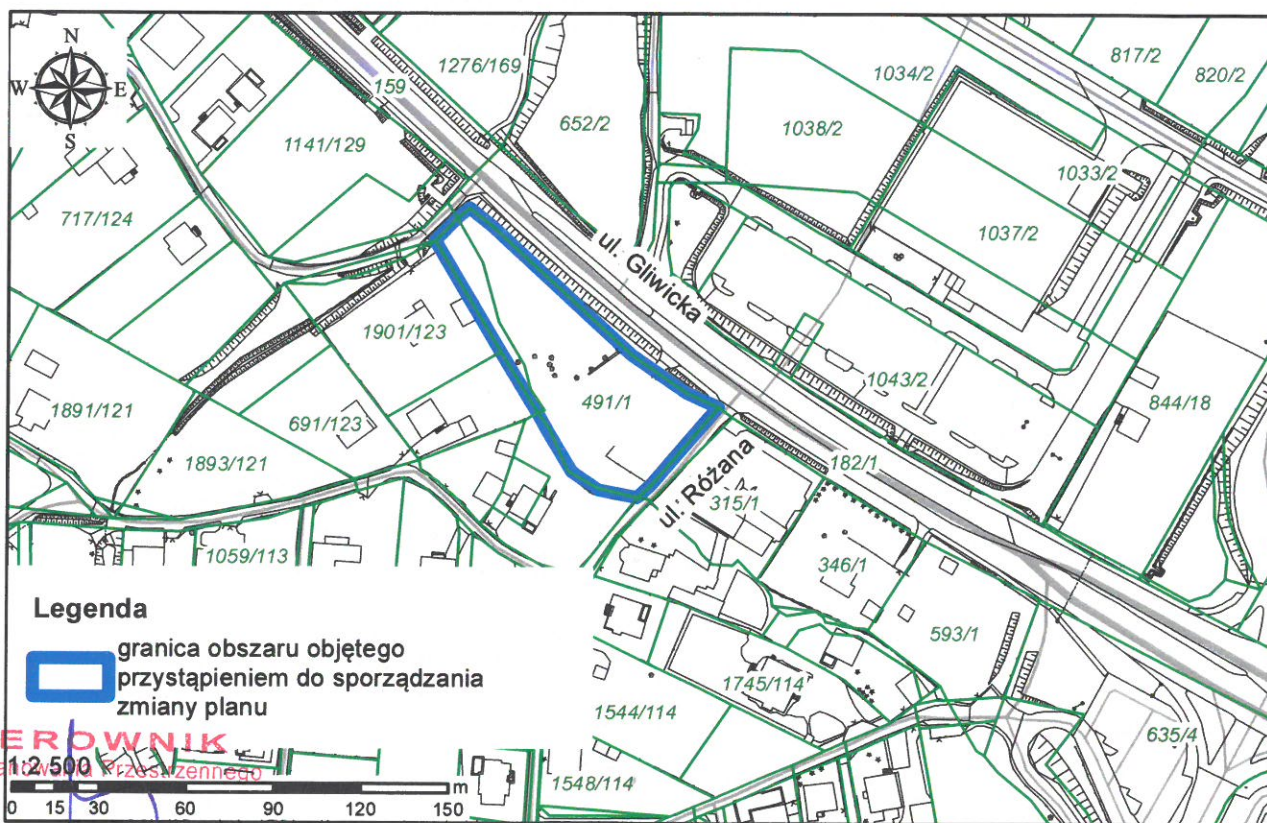 N
W
E
S
159
1276/169
652/2
1034/2
817/2
820/2
1038/2
1033/2
1141/129
717/124
1037/2
ul. Gliwicka
1901/123
1043/2
491/1
844/18
1891/121
691/123
1893/121
182/1
ul. Różana
315/1
1059/113
346/1
593/1
Legenda
granica obszaru objętego
przystąpieniem do sporządzania
zmiany planu
1745/114
1544/114
635/4
1548/114
EROWNIK
anowania Przestrzennego
1:2 500
0 15 30 60 90 120 150 m